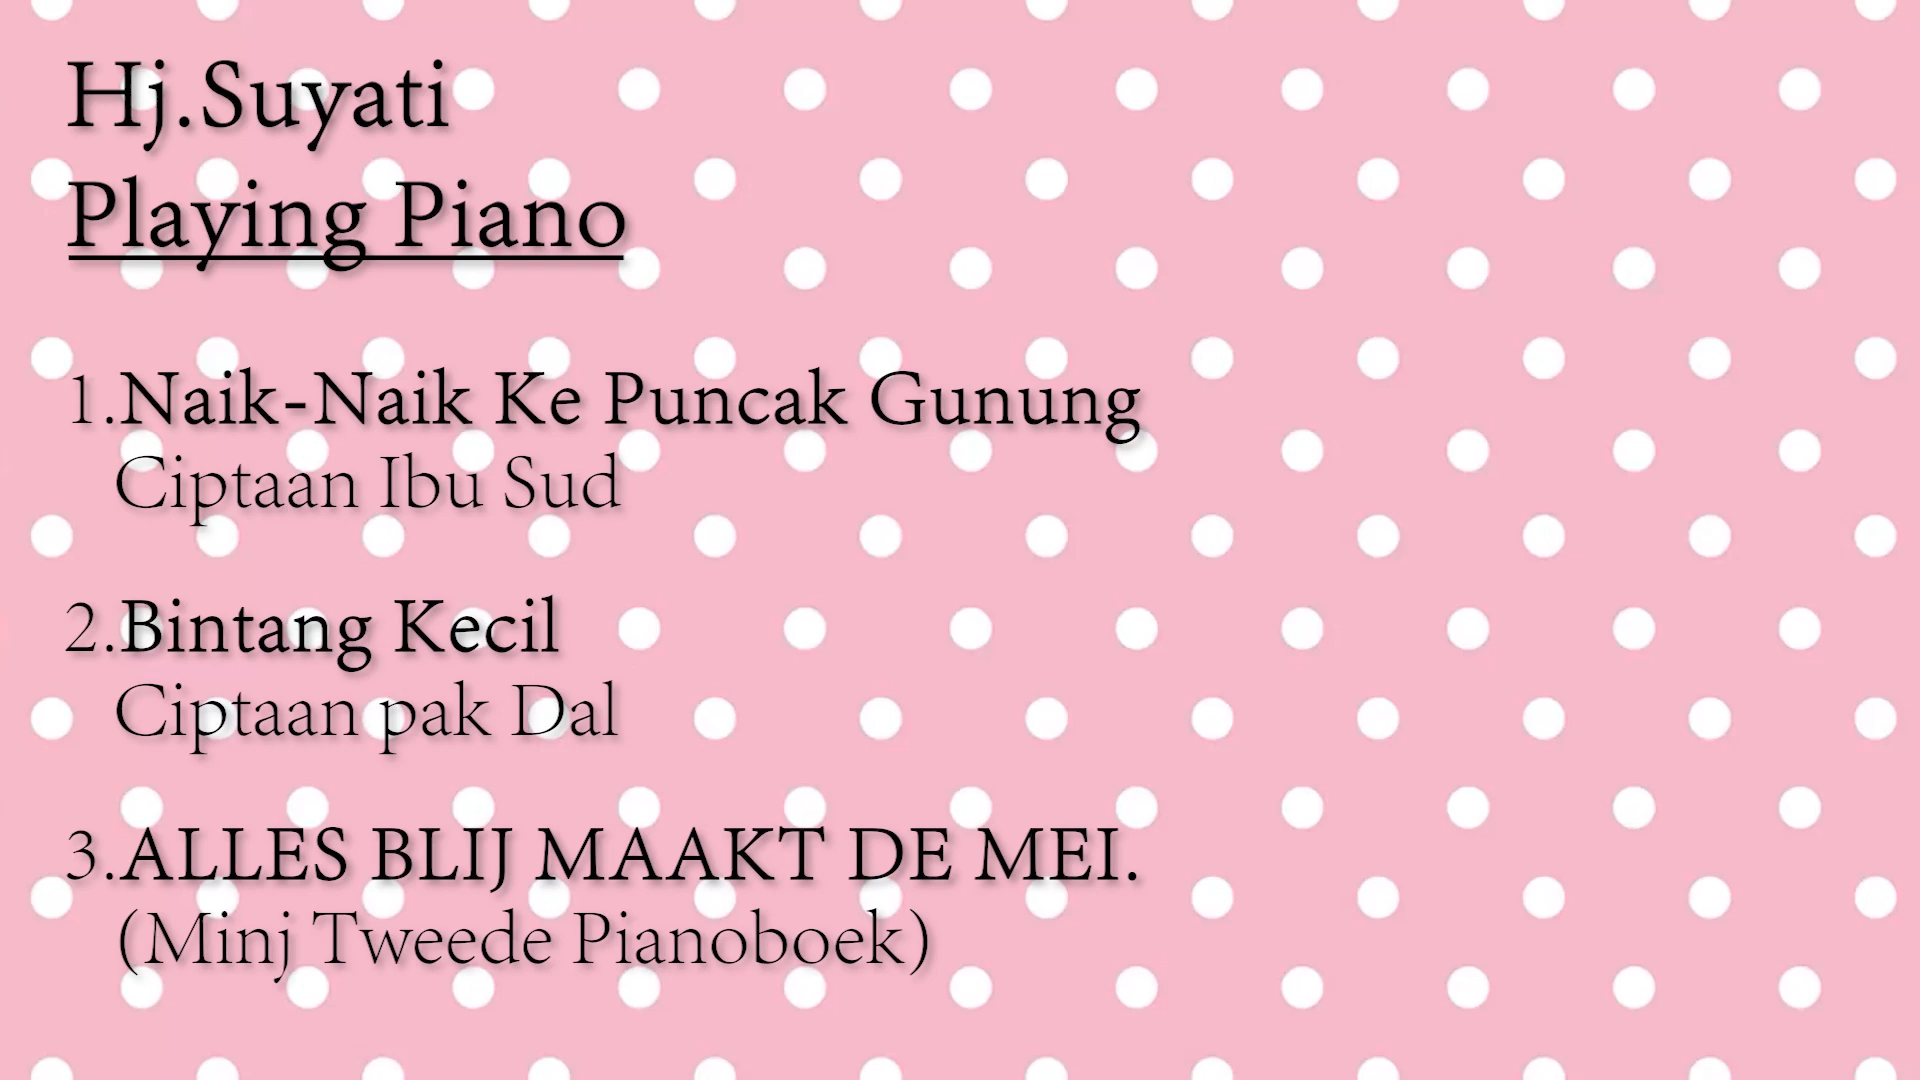 Hj.Suyati
Playing Piano
1.Naik-Naik Ke Puncak Gunung
Ciptaan Ibu Sud
2.Bintang Kecil
Ciptaan pak Dal
3.ALLES BLIJ MAAKT DE MEI.
(Minj Tweede Pianoboek)